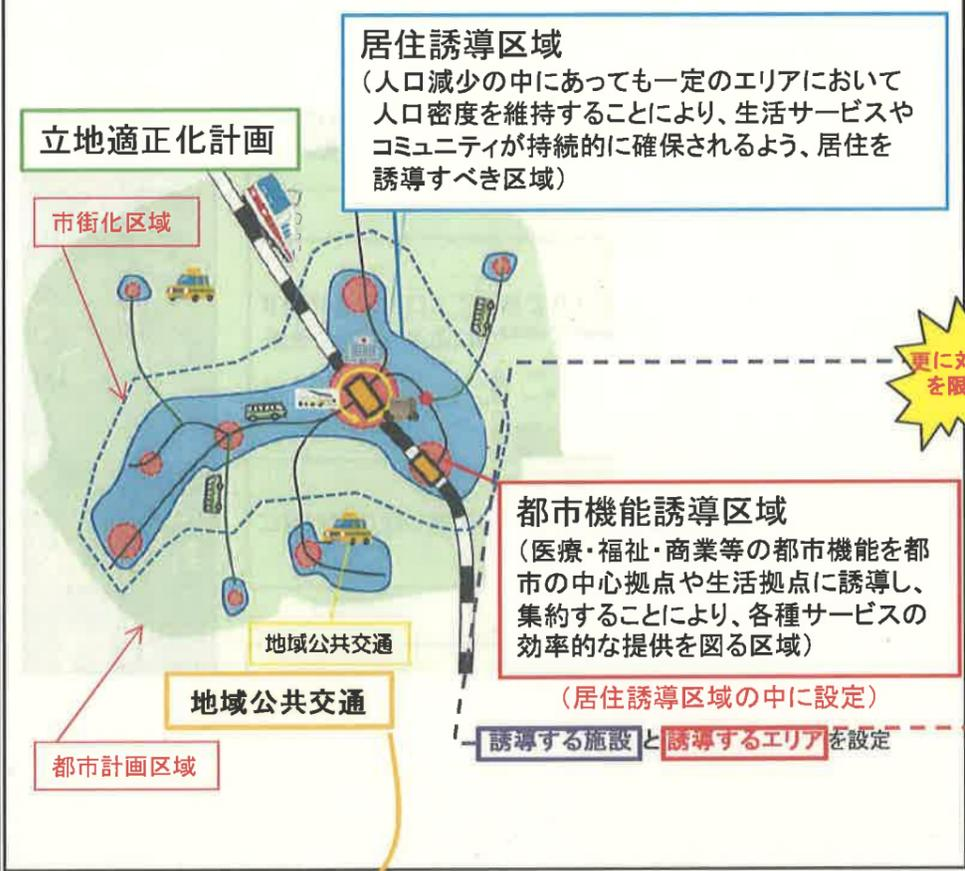 居住誘導区域
（人口減少の中にあっても一定のエリアにおいて
人口密度を維持することにより、生活サービスや
コミュニティが持続的に確保されるよう、居住を
誘導すべき区域）
立地適正化計画
市街化区域
更に対
を限
都市機能誘導区域
（医療・福祉・商業等の都市機能を都
市の中心拠点や生活拠点に誘導し、
集約することにより、各種サービスの
効率的な提供を図る区域）
（居住誘導区域の中に設定）
地域公共交通
地域公共交通
誘導する施設と誘導するエリアを設定
都市計画区域